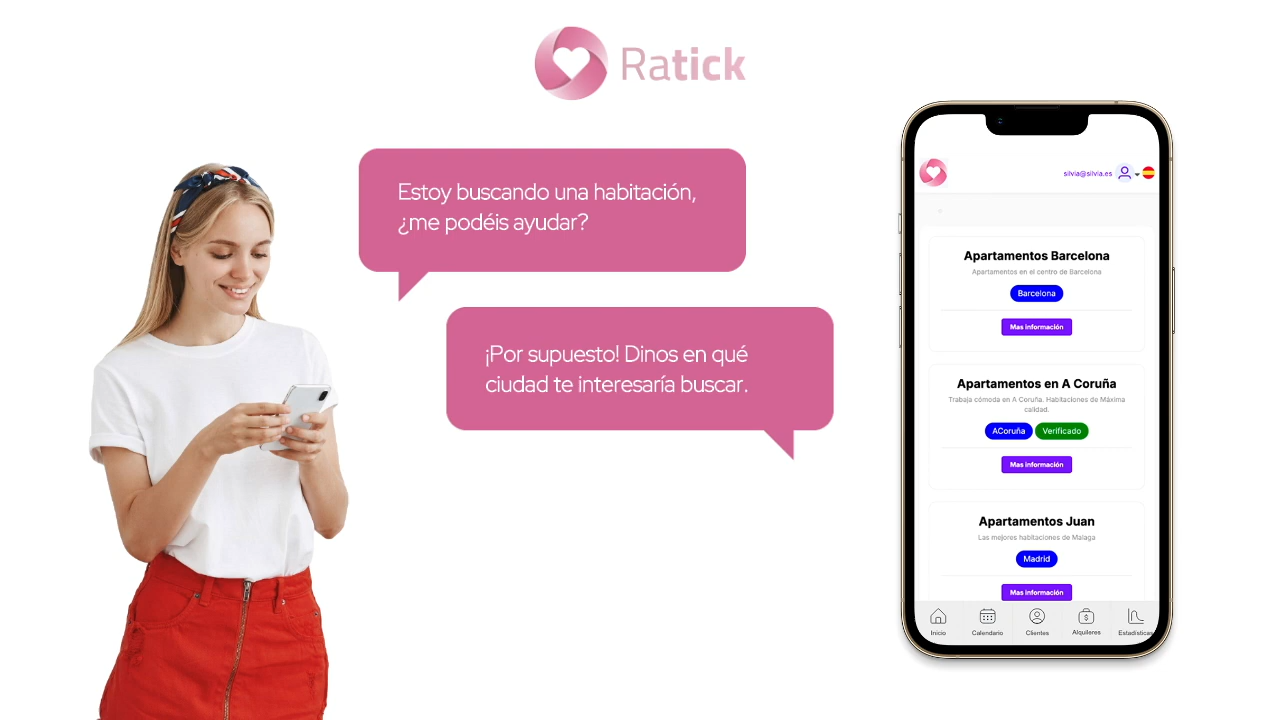 Ratick
Estoy buscando una habitación,
¿me podéis ayudar?
¡Por supuesto! Dinos en qué
ciudad te interesaría buscar.
silvia@silvia.es
Apartamentos Barcelona
Apartamentos en el centro de Barcelona
Barcelona
Mas información
Apartamentos en A Coruña
Trabaja cómoda en A Coruña. Habitaciones de Máxima
calidad.
ACoruña Verificado
Mas información
Apartamentos Juan
Las mejores habitaciones de Malaga
Madrid
Mas información
Inicio Calendario Clientes Alquileres Estadísticas